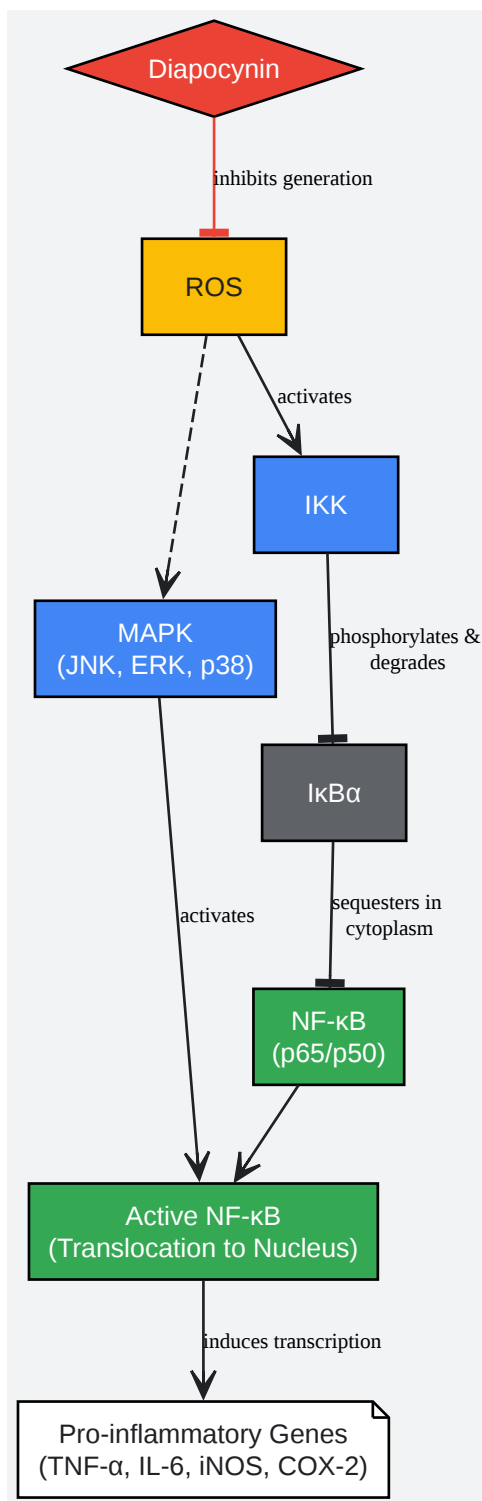 Diapocynin
inhibits generation
ROS
activates
IKK
phosphorylates &
degrades
MAPK
(JNK, ERK, p38)
IκBα
sequesters in
cytoplasm
activates
NF-κB
(p65/p50)
Active NF-κB
(Translocation to Nucleus)
induces transcription
Pro-inflammatory Genes
(TNF-α, IL-6, iNOS, COX-2)